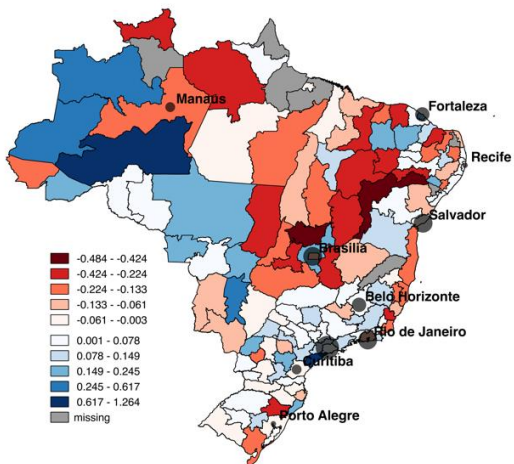 Manaus
Fortaleza
Recife
Salvador
Brasília
-0.484 - -0.424
-0.424 - -0.224
-0.224 - -0.133
-0.133 - -0.061
-0.061 - -0.003
0.001 - 0.078
0.078 - 0.149
0.149 - 0.245
0.245 - 0.617
0.617 - 1.264
missing
Belo Horizonte
Rio de Janeiro
Curitiba
Porto Alegre